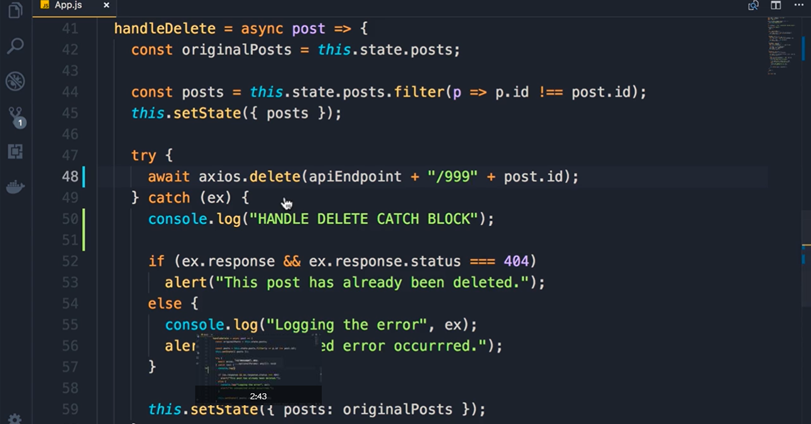 App.js ×
41 handleDelete = async post => {
42 const originalPosts = this.state.posts;
43
44 const posts = this.state.posts.filter(p => p.id !== post.id);
45 this.setState({ posts });
46
47 try {
48 await axios.delete(apiEndpoint + "/999" + post.id);
49 } catch (ex) {
50 console.log("HANDLE DELETE CATCH BLOCK");
51
52 if (ex.response && ex.response.status === 404)
53 alert("This post has already been deleted.");
54 else {
55 console.log("Logging the error", ex);
56 ed error occurrred.");
57 }
58
59 this.setState({ posts: originalPosts });
1
2:43